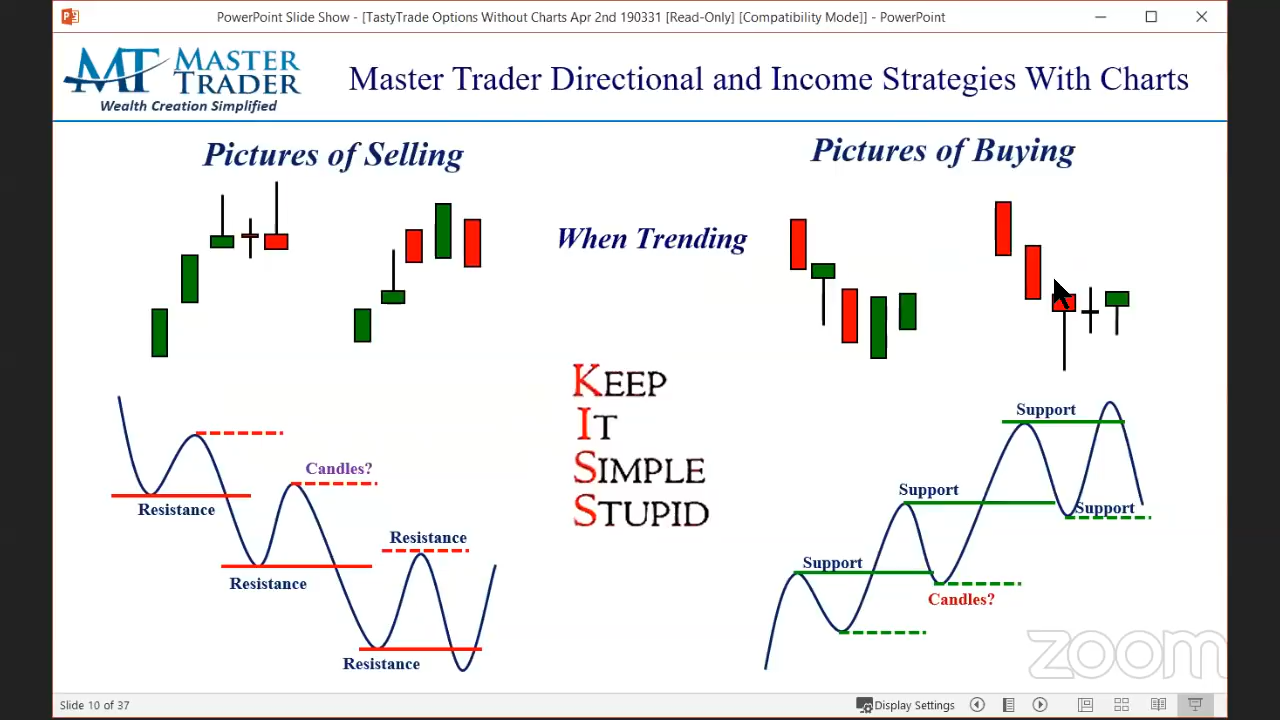 PowerPoint Slide Show - [TastyTrade Options Without Charts Apr 2nd 190331 [Read-Only] [Compatibility Mode]] - PowerPoint
MT MASTER
TRADER
Wealth Creation Simplified
Master Trader Directional and Income Strategies With Charts
Pictures of Selling
Pictures of Buying
When Trending
KEEP
IT
SIMPLE
STUPID
Candles?
Resistance
Resistance
Resistance
Resistance
Support
Support
Support
Support
Candles?
zoom
Slide 10 of 37
Display Settings